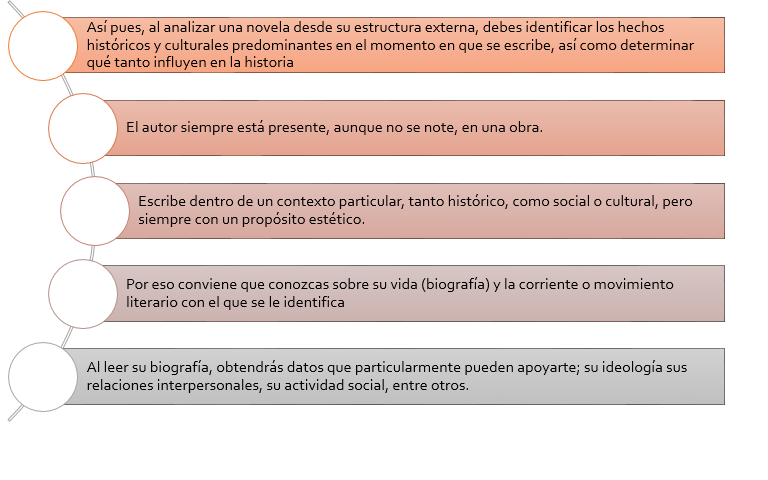 Así pues, al analizar una novela desde su estructura externa, debes identificar los hechos
históricos y culturales predominantes en el momento en que se escribe, así como determinar
qué tanto influyen en la historia
El autor siempre está presente, aunque no se note, en una obra.
Escribe dentro de un contexto particular, tanto histórico, como social o cultural, pero
siempre con un propósito estético.
Por eso conviene que conozcas sobre su vida (biografía) y la corriente o movimiento
literario con el que se le identifica
Al leer su biografía, obtendrás datos que particularmente pueden apoyarte; su ideología sus
relaciones interpersonales, su actividad social, entre otros.